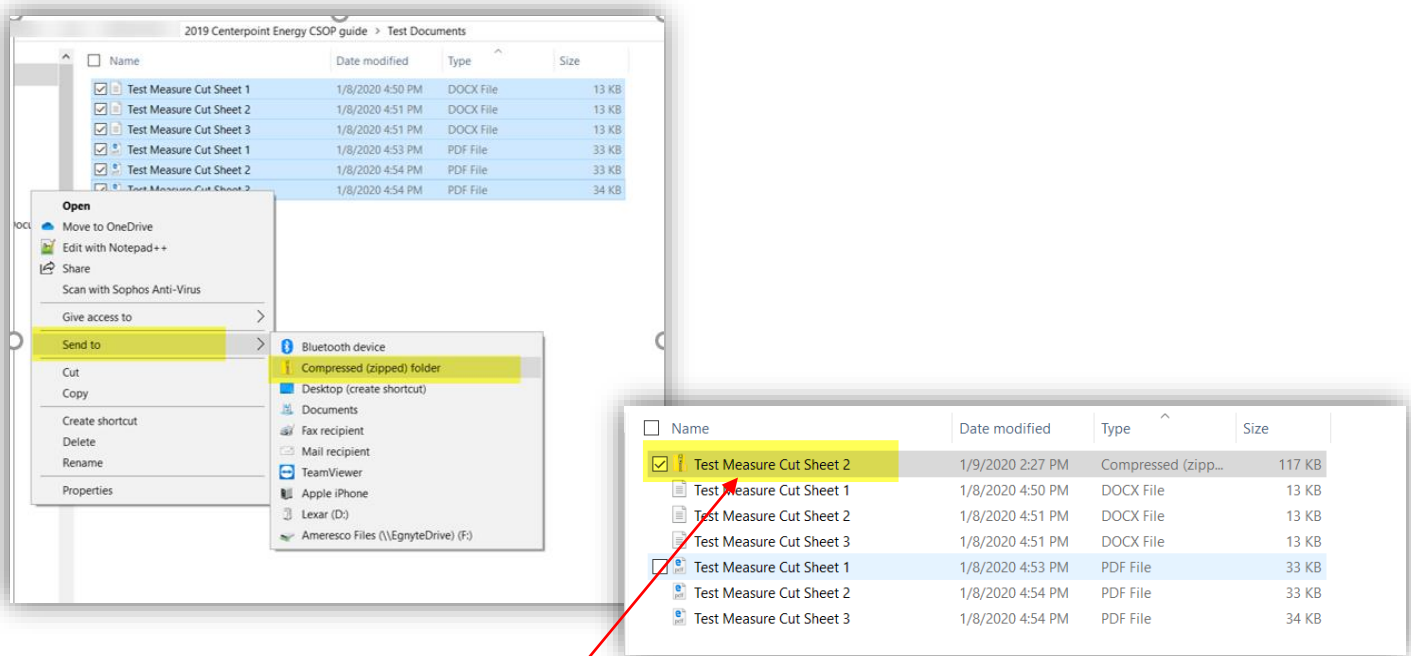 2019 Centerpoint Energy CSOP guide > Test Documents
Name Date modified Type Size
Test Measure Cut Sheet 1 1/8/2020 4:50 PM DOCX File 13 KB
Test Measure Cut Sheet 2 1/8/2020 4:51 PM DOCX File 13 KB
Test Measure Cut Sheet 3 1/8/2020 4:51 PM DOCX File 13 KB
Test Measure Cut Sheet 1 1/8/2020 4:53 PM PDF File 33 KB
Test Measure Cut Sheet 2 1/8/2020 4:54 PM PDF File 33 KB
Test Measure Cut Sheet 3 1/8/2020 4:54 PM PDF File 34 KB
Open
Move to OneDrive
Edit with Notepad++
Share
Scan with Sophos Anti-Virus
Give access to
Send to
Cut
Copy
Create shortcut
Delete
Rename
Properties
Bluetooth device
Compressed (zipped) folder
Desktop (create shortcut)
Documents
Fax recipient
Mail recipient
TeamViewer
Apple iPhone
Lexar (D:)
Ameresco Files (\\EgnyteDrive) (F:)
Name Date modified Type Size
Test Measure Cut Sheet 2 1/9/2020 2:27 PM Compressed (zipp... 117 KB
Test Measure Cut Sheet 1 1/8/2020 4:50 PM DOCX File 13 KB
Test Measure Cut Sheet 2 1/8/2020 4:51 PM DOCX File 13 KB
Test Measure Cut Sheet 3 1/8/2020 4:51 PM DOCX File 13 KB
Test Measure Cut Sheet 1 1/8/2020 4:53 PM PDF File 33 KB
Test Measure Cut Sheet 2 1/8/2020 4:54 PM PDF File 33 KB
Test Measure Cut Sheet 3 1/8/2020 4:54 PM PDF File 34 KB